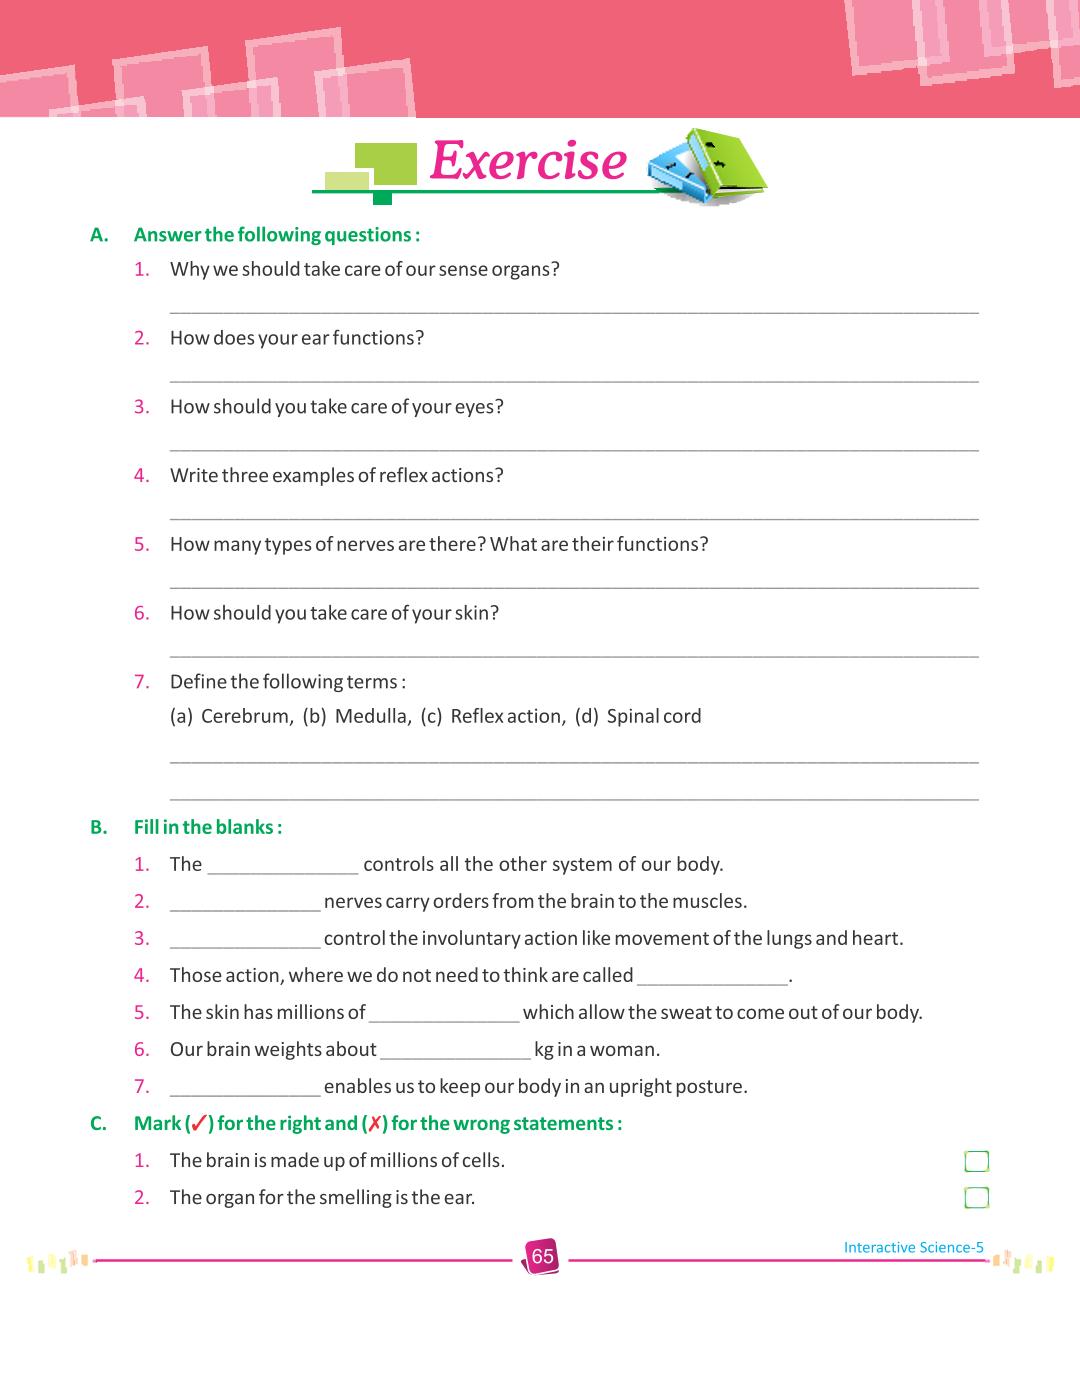 Exercise
A. Answer the following questions :
1. Why we should take care of our sense organs?
2. How does your ear functions?
3. How should you take care of your eyes?
4. Write three examples of reflex actions?
5. How many types of nerves are there? What are their functions?
6. How should you take care of your skin?
7. Define the following terms :
(a) Cerebrum, (b) Medulla, (c) Reflex action, (d) Spinal cord
B. Fill in the blanks :
1. The ______________ controls all the other system of our body.
2. ______________ nerves carry orders from the brain to the muscles.
3. ______________ control the involuntary action like movement of the lungs and heart.
4. Those action, where we do not need to think are called ______________.
5. The skin has millions of ______________ which allow the sweat to come out of our body.
6. Our brain weights about ______________ kg in a woman.
7. ______________ enables us to keep our body in an upright posture.
C. Mark (✓) for the right and (✗) for the wrong statements :
1. The brain is made up of millions of cells.
2. The organ for the smelling is the ear.
Interactive Science-5
65